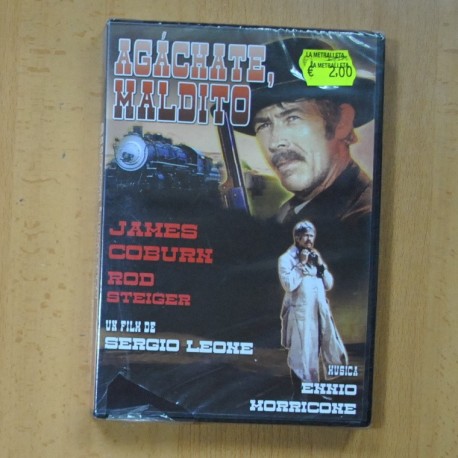 AGÁCHATE,
MALDITO
LA METRALLETA
LA METRALLETA
€ 2,00
JAMES
COBURN
ROD
STEIGER
UN FILM DE
SERGIO LEONE
MUSICA
ENNIO
MORRICONE